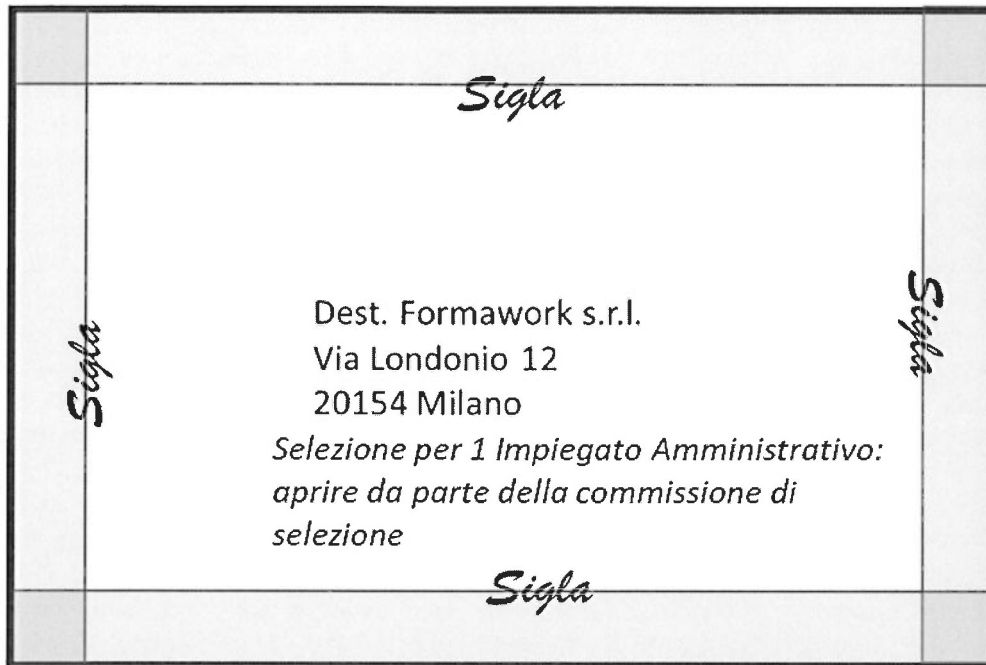 Sigla
Dest. Formawork s.r.l.
Via Londonio 12
20154 Milano
Sigla
Sigla
Selezione per 1 Impiegato Amministrativo:
aprire da parte della commissione di
selezione
Sigla